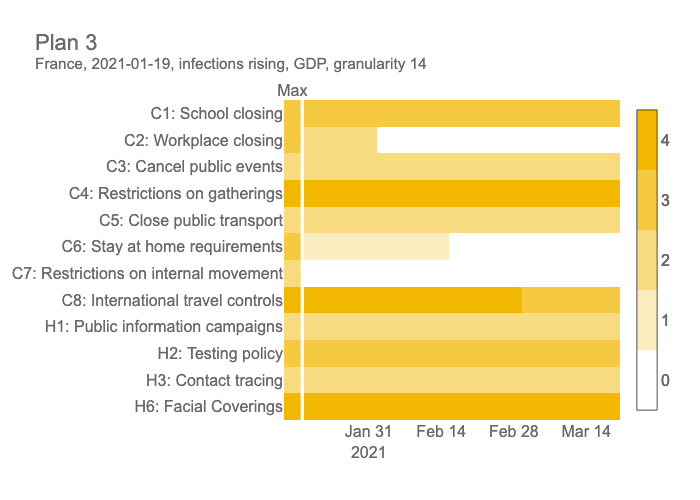 Plan 3
France, 2021-01-19, infections rising, GDP, granularity 14
Max
C1: School closing
C2: Workplace closing
C3: Cancel public events
C4: Restrictions on gatherings
C5: Close public transport
C6: Stay at home requirements
C7: Restrictions on internal movement
C8: International travel controls
H1: Public information campaigns
H2: Testing policy
H3: Contact tracing
H6: Facial Coverings
4
3
2
1
0
Jan 31 Feb 14 Feb 28 Mar 14
2021